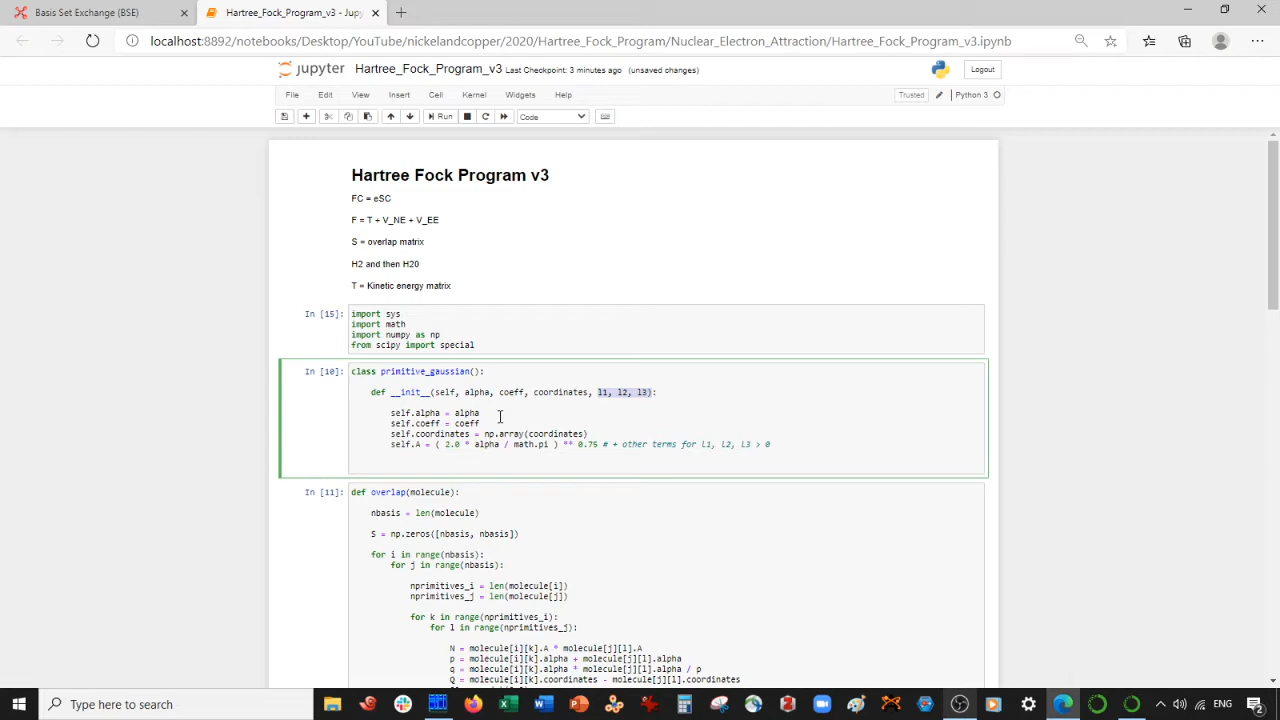 Basis Set Exchange (BSE)
Hartree_Fock_Program_v3 - Jupy
localhost:8892/notebooks/Desktop/YouTube/nickelandcopper/2020/Hartree_Fock_Program/Nuclear_Electron_Attraction/Hartree_Fock_Program_v3.ipynb
jupyter Hartree_Fock_Program_v3 Last Checkpoint: 3 minutes ago (unsaved changes)
Logout
File Edit View Insert Cell Kernel Widgets Help
Trusted Python 3
Run Code
Hartree Fock Program v3
FC = eSC
F = T + V_NE + V_EE
S = overlap matrix
H2 and then H20
T = Kinetic energy matrix
In [15]: import sys
import math
import numpy as np
from scipy import special
In [10]: class primitive_gaussian():
def __init__(self, alpha, coeff, coordinates, l1, l2, l3):
self.alpha = alpha
self.coeff = coeff
self.coordinates = np.array(coordinates)
self.A = ( 2.0 * alpha / math.pi ) ** 0.75 # + other terms for l1, l2, l3 > 0
In [11]: def overlap(molecule):
nbasis = len(molecule)
S = np.zeros([nbasis, nbasis])
for i in range(nbasis):
for j in range(nbasis):
nprimitives_i = len(molecule[i])
nprimitives_j = len(molecule[j])
for k in range(nprimitives_i):
for l in range(nprimitives_j):
N = molecule[i][k].A * molecule[j][l].A
p = molecule[i][k].alpha + molecule[j][l].alpha
q = molecule[i][k].alpha * molecule[j][l].alpha / p
Q = molecule[i][k].coordinates - molecule[j][l].coordinates
Type here to search
ENG
2